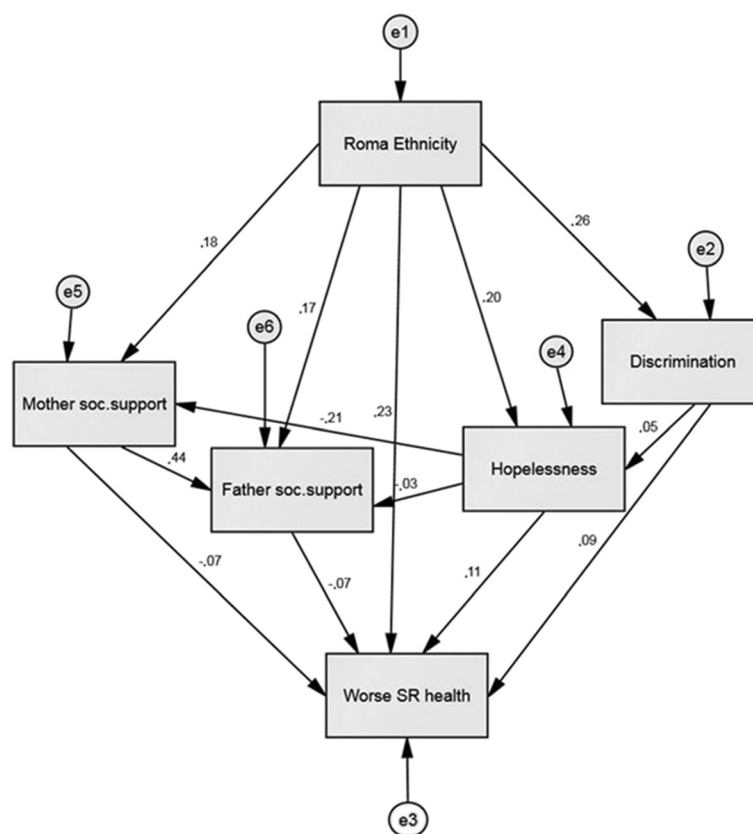 e1
Roma Ethnicity
.26
.18
e2
e5
.17
.20
e6
e4
Discrimination
Mother soc.support
-.21
.23
.05
.44
Hopelessness
Father soc.support
-.03
.09
-.07
-.07
.11
Worse SR health
e3